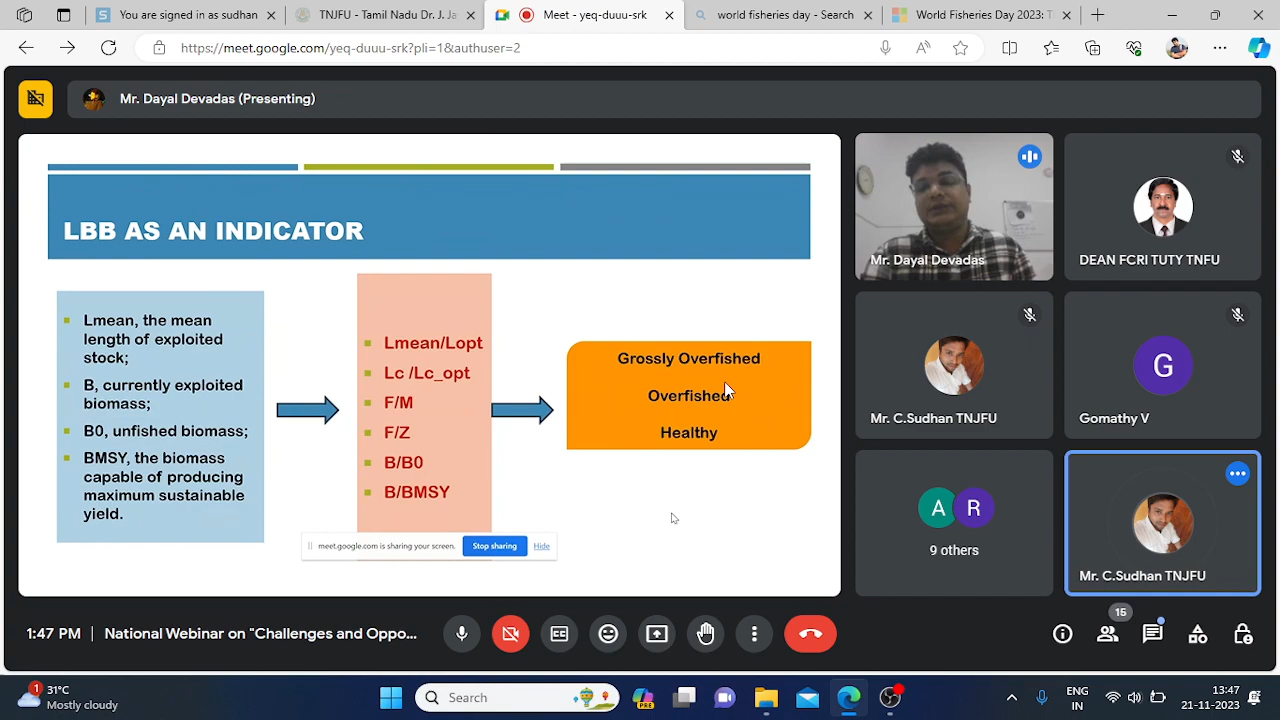 You are signed in as sudhan
TNJFU - Tamil Nadu Dr. J. Ja
Meet - yeq-duuu-srk
world fisheries day - Search
World Fisheries Day 2023: T
https://meet.google.com/yeq-duuu-srk?pli=1&authuser=2
Mr. Dayal Devadas (Presenting)
LBB AS AN INDICATOR
Lmean, the mean
length of exploited
stock;
B, currently exploited
biomass;
B0, unfished biomass;
BMSY, the biomass
capable of producing
maximum sustainable
yield.
Lmean/Lopt
Lc /Lc_opt
F/M
F/Z
B/B0
B/BMSY
Grossly Overfished
Overfished
Healthy
meet.google.com is sharing your screen.
Stop sharing
Hide
Mr. Dayal Devadas
DEAN FCRI TUTY TNFU
Mr. C.Sudhan TNJFU
G
Gomathy V
A
R
9 others
Mr. C.Sudhan TNJFU
1:47 PM | National Webinar on "Challenges and Oppo...
15
1
31°C
Mostly cloudy
Search
PRE
ENG
IN
13:47
21-11-2023